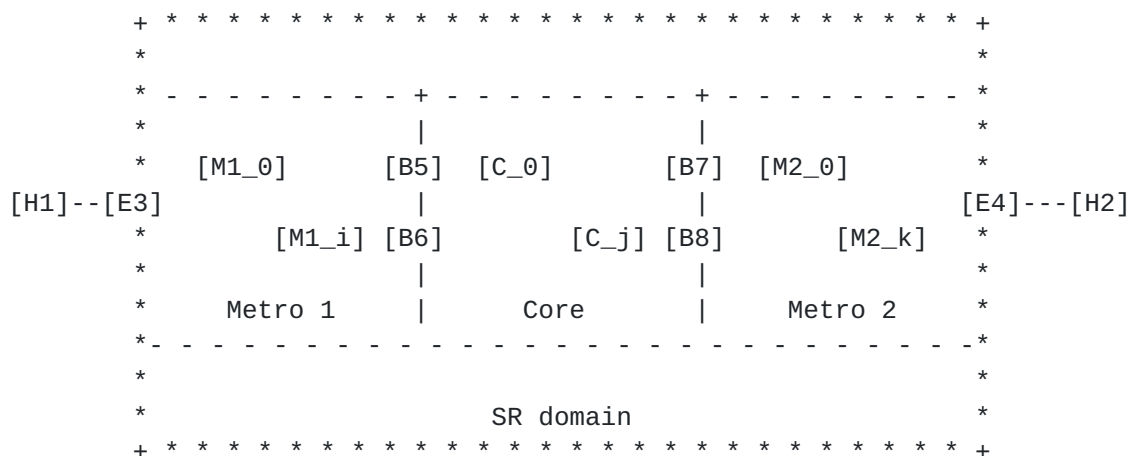 + * * * * * * * * * * * * * * * * * * * * * * * * * * +
* *
* - - - - - - - - + - - - - - - - - + - - - - - - - - *
* | | *
* [M1_0] [B5] [C_0] [B7] [M2_0] *
[H1]--[E3] | | [E4]---[H2]
* [M1_i] [B6] [C_j] [B8] [M2_k] *
* | | *
* Metro 1 | Core | Metro 2 *
*- - - - - - - - - - - - - - - - - - - - - - - - - - -*
* *
* SR domain *
+ * * * * * * * * * * * * * * * * * * * * * * * * * * +